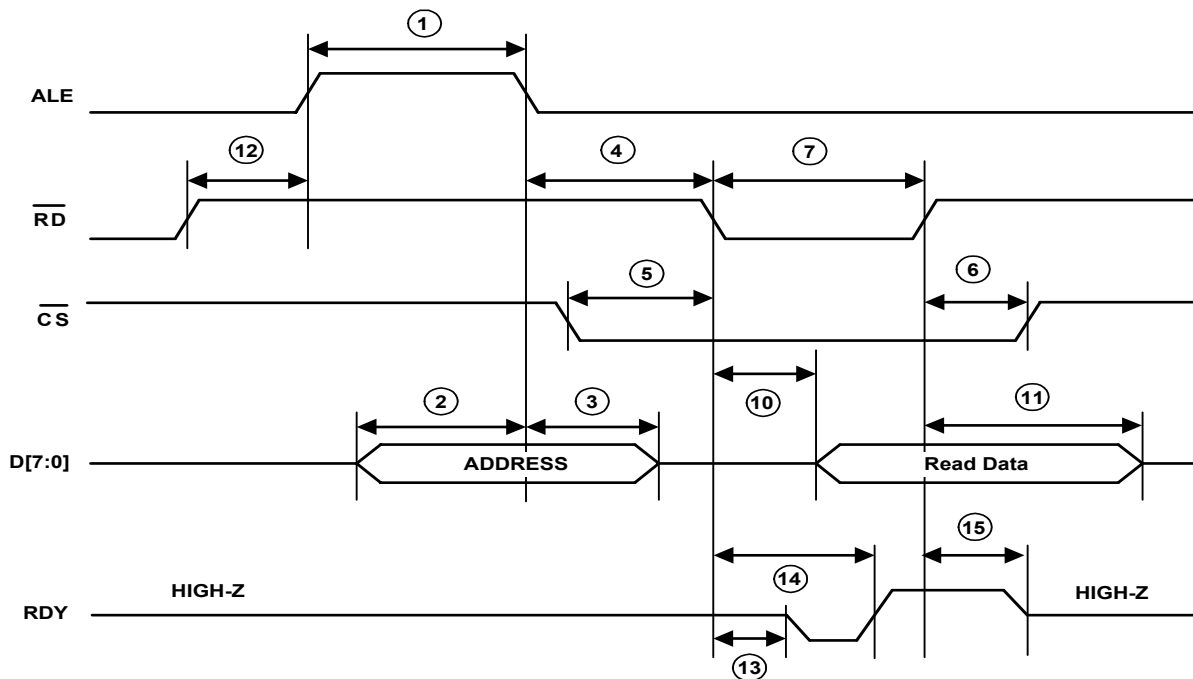 1
ALE
12
4
7
RD
5
6
CS
2
3
10
11
D[7:0]
ADDRESS
Read Data
15
14
HIGH-Z
HIGH-Z
RDY
13